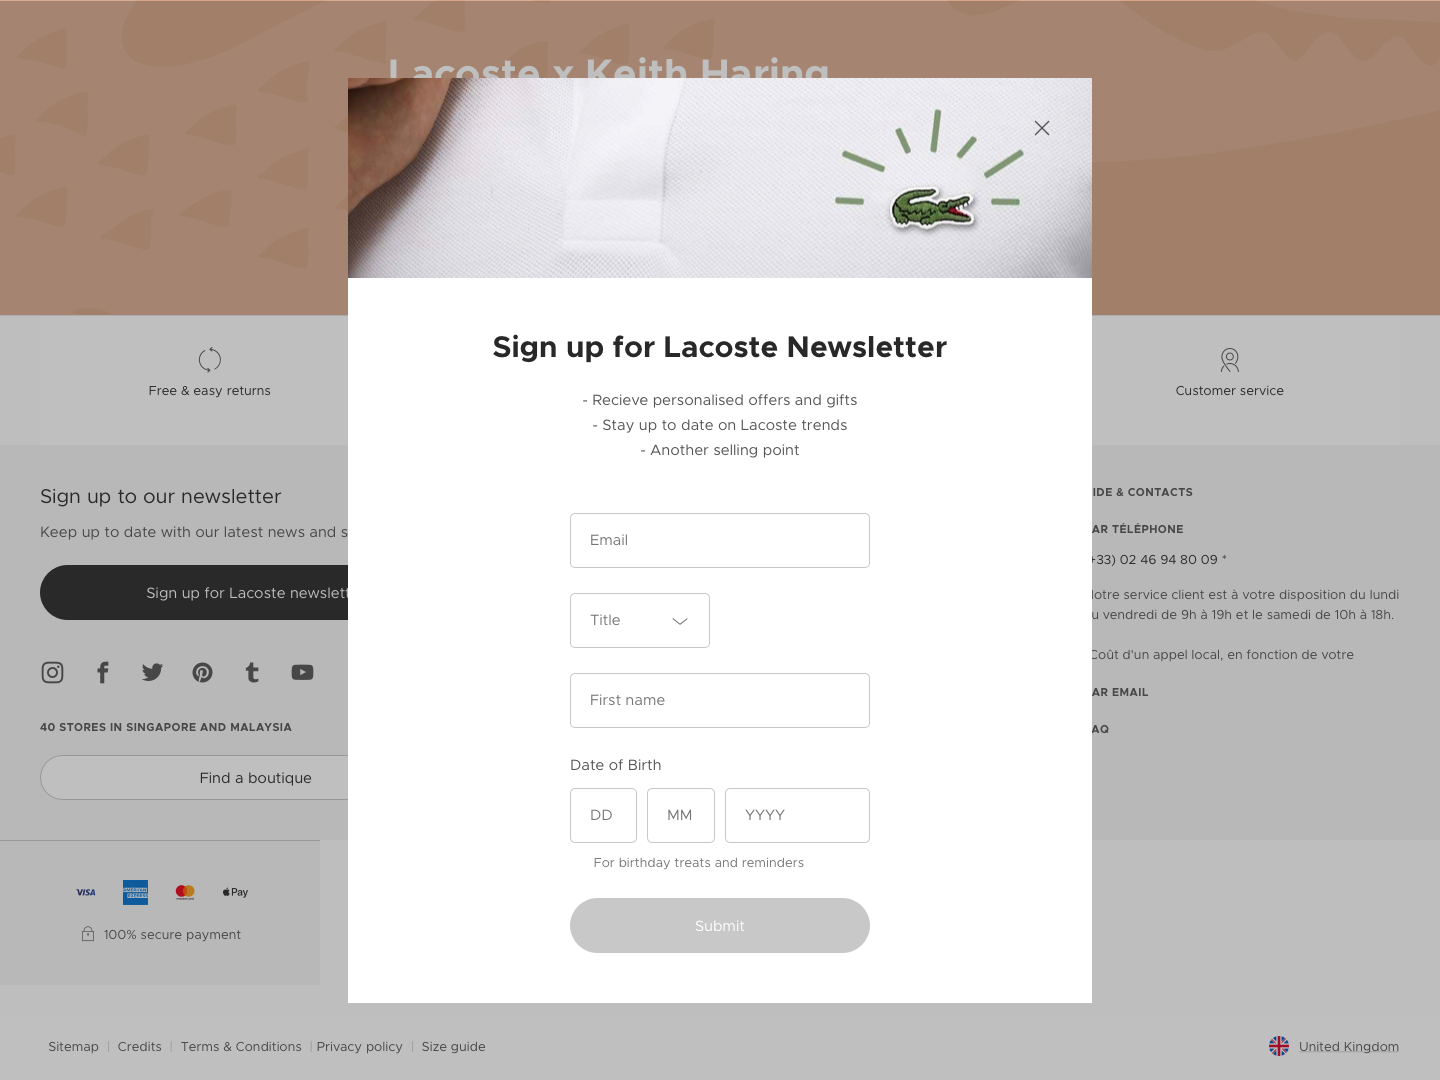 Lacoste x Keith Haring
Sign up for Lacoste Newsletter
- Recieve personalised offers and gifts
- Stay up to date on Lacoste trends
- Another selling point
Email
Title
First name
Date of Birth
DD MM YYYY
For birthday treats and reminders
Submit
Free & easy returns
Customer service
Sign up to our newsletter
Keep up to date with our latest news and s
Sign up for Lacoste newslett
40 STORES IN SINGAPORE AND MALAYSIA
Find a boutique
IDE & CONTACTS
AR TÉLÉPHONE
+33) 02 46 94 80 09 *
otre service client est à votre disposition du lundi
u vendredi de 9h à 19h et le samedi de 10h à 18h.
Coût d'un appel local, en fonction de votre
AR EMAIL
AQ
VISA
AMERICAN EXPRESS
mastercard
Pay
100% secure payment
Sitemap | Credits | Terms & Conditions | Privacy policy | Size guide
United Kingdom